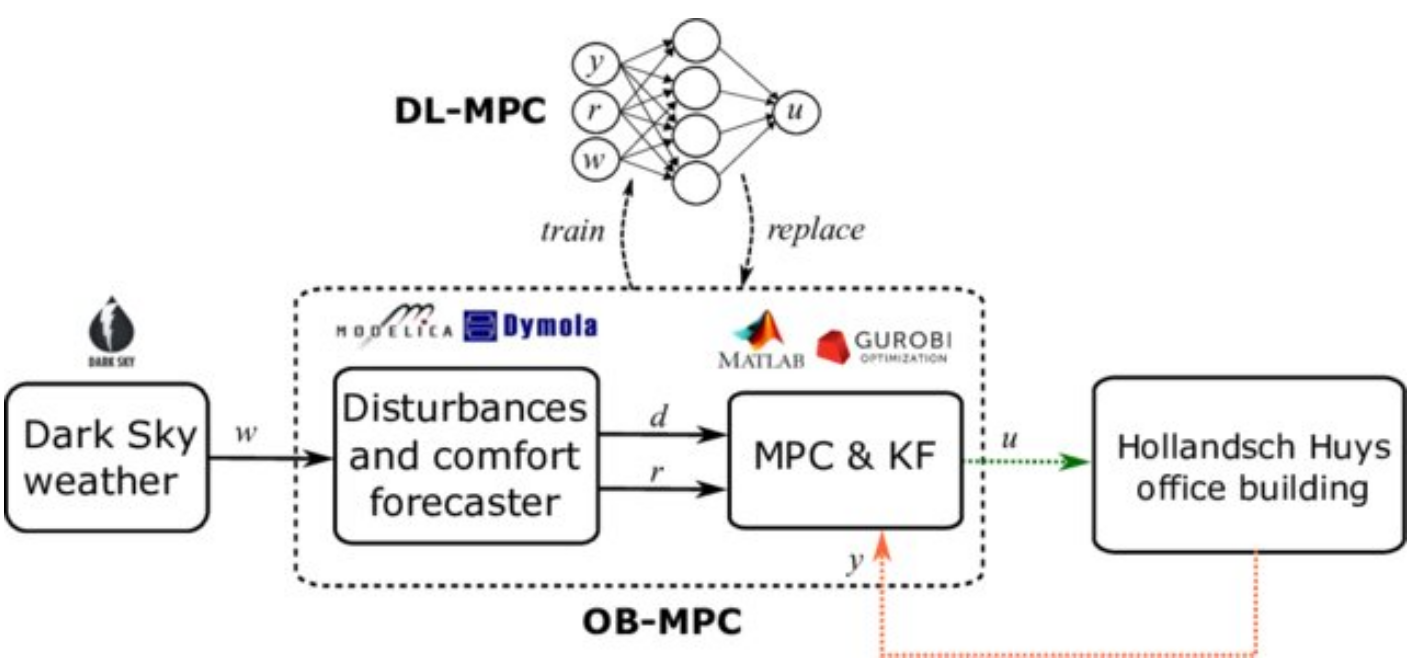 DL-MPC
y
r
w
u
train
replace
DARK SKY
MODELICA
Dymola
MATLAB
GUROBI
OPTIMIZATION
Dark Sky
weather
w
Disturbances
and comfort
forecaster
d
r
MPC & KF
u
Hollandsch Huys
office building
y
OB-MPC